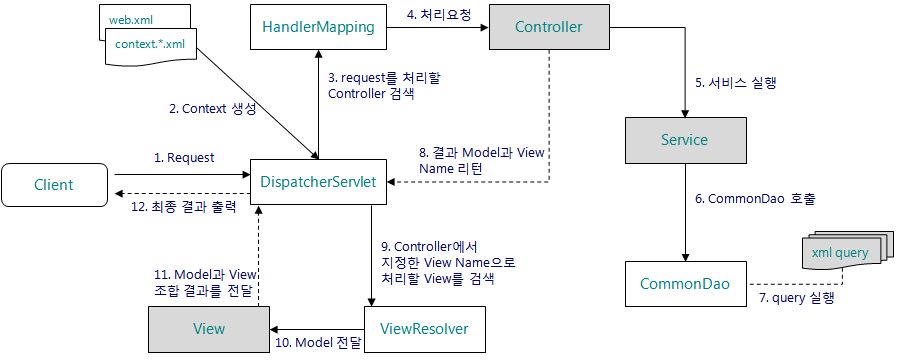 web.xml
context.*.xml
HandlerMapping
4. 처리요청
Controller
3. request를 처리할
Controller 검색
2. Context 생성
5. 서비스 실행
Service
1. Request
8. 결과 Model과 View
Name 리턴
Client
DispatcherServlet
12. 최종 결과 출력
6. CommonDao 호출
9. Controller에서
지정한 View Name으로
처리할 View를 검색
xml query
11. Model과 View
조합 결과를 전달
CommonDao
7. query 실행
View
10. Model 전달
ViewResolver